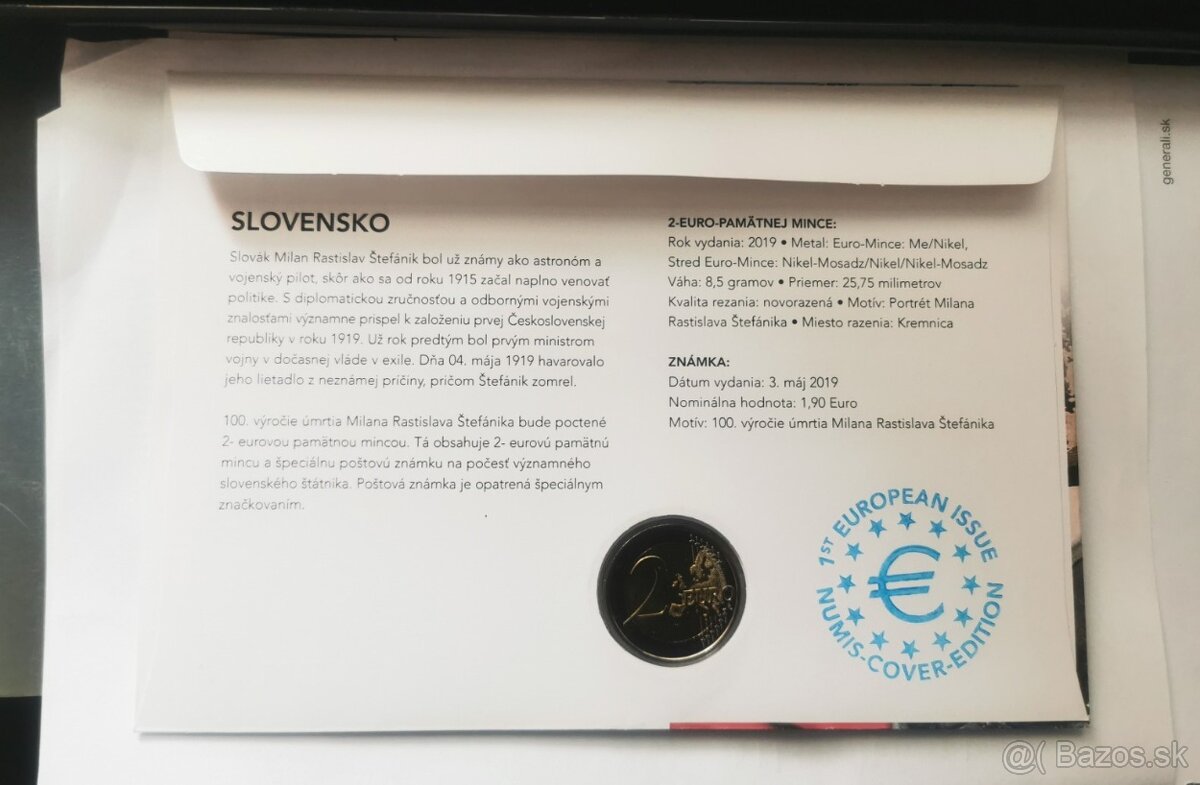 SLOVENSKO
Slovák Milan Rastislav Štefánik bol už známy ako astronóm a
vojenský pilot, skôr ako sa od roku 1915 začal naplno venovať
politike. S diplomatickou zručnosťou a odbornými vojenskými
znalosťami významne prispel k založeniu prvej Československej
republiky v roku 1919. Už rok predtým bol prvým ministrom
vojny v dočasnej vláde v exile. Dňa 04. mája 1919 havarovalo
jeho lietadlo z neznámej príčiny, pričom Štefánik zomrel.
100. výročie úmrtia Milana Rastislava Štefánika bude poctené
2- eurovou pamätnou mincou. Tá obsahuje 2- eurovú pamätnú
mincu a špeciálnu poštovú známku na počesť významného
slovenského štátnika. Poštová známka je opatrená špeciálnym
značkovaním.
2-EURO-PAMÄTNEJ MINCE:
Rok vydania: 2019 • Metal: Euro-Mince: Me/Nikel,
Stred Euro-Mince: Nikel-Mosadz/Nikel/Nikel-Mosadz
Váha: 8,5 gramov • Priemer: 25,75 milimetrov
Kvalita rezania: novorazená • Motív: Portrét Milana
Rastislava Štefánika • Miesto razenia: Kremnica
ZNÁMKA:
Dátum vydania: 3. máj 2019
Nominálna hodnota: 1,90 Euro
Motív: 100. výročie úmrtia Milana Rastislava Štefánika
2 EURO
1ST EUROPEAN ISSUE
€
NUMIS-COVER-EDITION
generali.sk
@( Bazos.sk